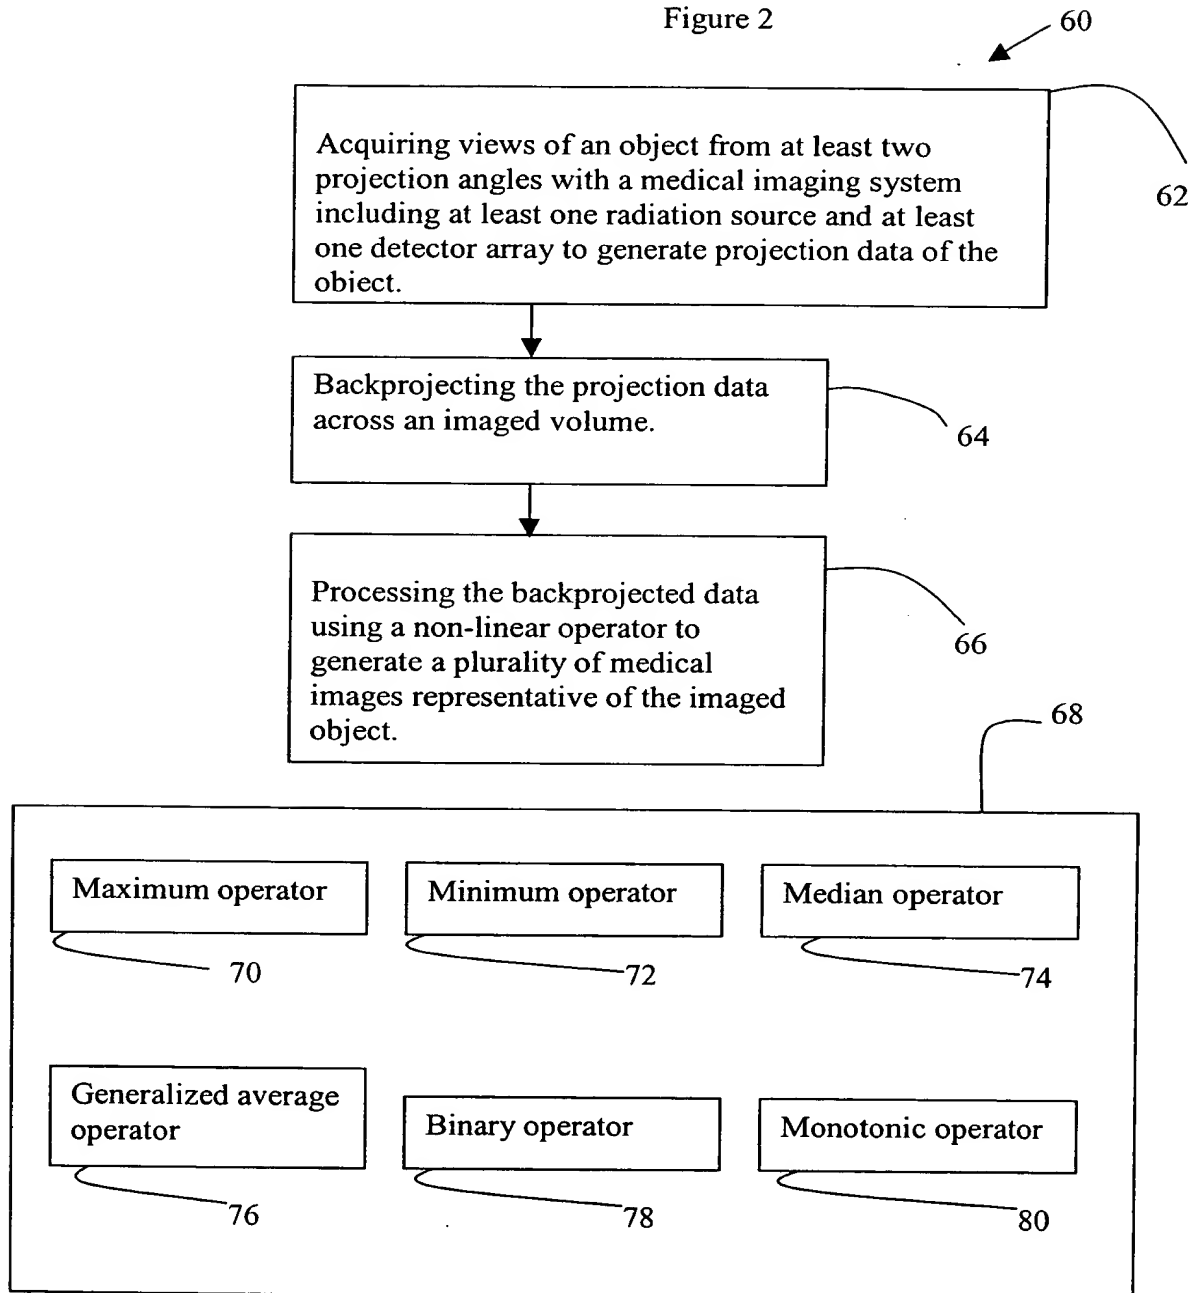 Figure 2
60
Acquiring views of an object from at least two
projection angles with a medical imaging system
including at least one radiation source and at least
one detector array to generate projection data of the
object.
62
Backprojecting the projection data
across an imaged volume.
64
Processing the backprojected data
using a non-linear operator to
generate a plurality of medical
images representative of the imaged
object.
66
68
Maximum operator
Minimum operator
Median operator
70
72
74
Generalized average
operator
Binary operator
Monotonic operator
76
78
80